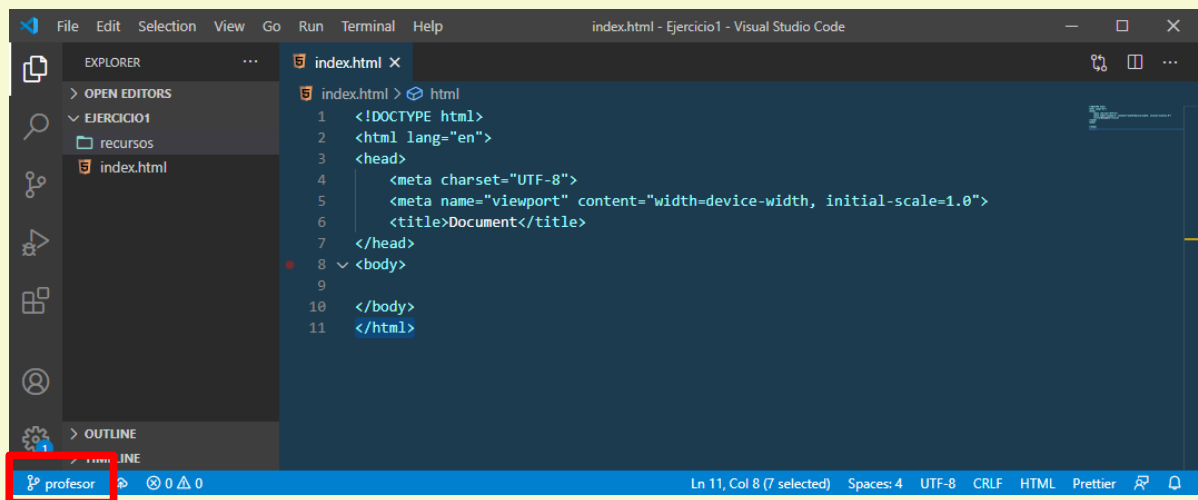 File Edit Selection View Go Run Terminal Help index.html - Ejercicio1 - Visual Studio Code
EXPLORER
OPEN EDITORS
EJERCICIO1
recursos
index.html
OUTLINE
TIMELINE
index.html
index.html > html
1 <!DOCTYPE html>
2 <html lang="en">
3 <head>
4 <meta charset="UTF-8">
5 <meta name="viewport" content="width=device-width, initial-scale=1.0">
6 <title>Document</title>
7 </head>
8 <body>
9
10 </body>
11 </html>
1
profesor 0 0 Ln 11, Col 8 (7 selected) Spaces: 4 UTF-8 CRLF HTML Prettier